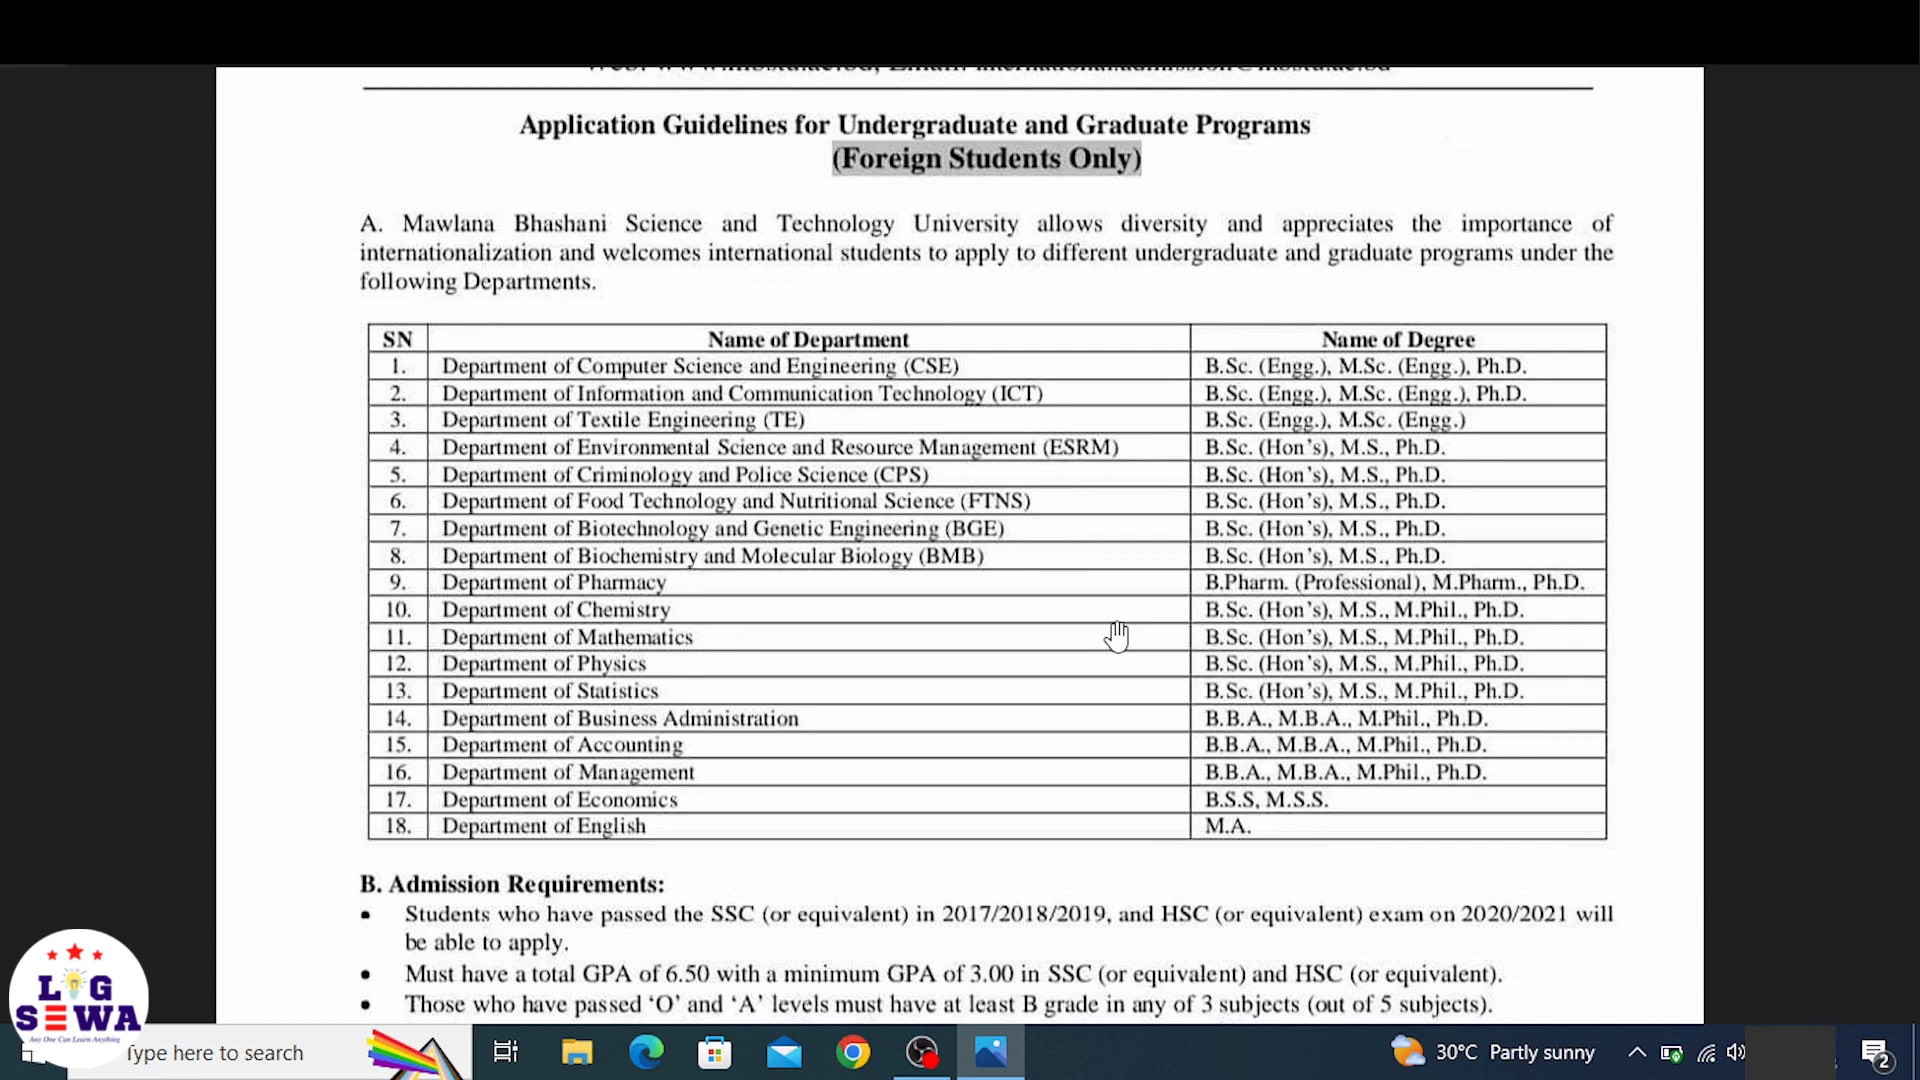 Application Guidelines for Undergraduate and Graduate Programs
(Foreign Students Only)
A. Mawlana Bhashani Science and Technology University allows diversity and appreciates the importance of
internationalization and welcomes international students to apply to different undergraduate and graduate programs under the
following Departments.
SN Name of Department Name of Degree
1. Department of Computer Science and Engineering (CSE) B.Sc. (Engg.), M.Sc. (Engg.), Ph.D.
2. Department of Information and Communication Technology (ICT) B.Sc. (Engg.), M.Sc. (Engg.), Ph.D.
3. Department of Textile Engineering (TE) B.Sc. (Engg.), M.Sc. (Engg.)
4. Department of Environmental Science and Resource Management (ESRM) B.Sc. (Hon's), M.S., Ph.D.
5. Department of Criminology and Police Science (CPS) B.Sc. (Hon's), M.S., Ph.D.
6. Department of Food Technology and Nutritional Science (FTNS) B.Sc. (Hon's), M.S., Ph.D.
7. Department of Biotechnology and Genetic Engineering (BGE) B.Sc. (Hon's), M.S., Ph.D.
8. Department of Biochemistry and Molecular Biology (BMB) B.Sc. (Hon's), M.S., Ph.D.
9. Department of Pharmacy B.Pharm. (Professional), M.Pharm., Ph.D.
10. Department of Chemistry B.Sc. (Hon's), M.S., M.Phil., Ph.D.
11. Department of Mathematics B.Sc. (Hon's), M.S., M.Phil., Ph.D.
12. Department of Physics B.Sc. (Hon's), M.S., M.Phil., Ph.D.
13. Department of Statistics B.Sc. (Hon's), M.S., M.Phil., Ph.D.
14. Department of Business Administration B.B.A., M.B.A., M.Phil., Ph.D.
15. Department of Accounting B.B.A., M.B.A., M.Phil., Ph.D.
16. Department of Management B.B.A., M.B.A., M.Phil., Ph.D.
17. Department of Economics B.S.S, M.S.S.
18. Department of English M.A.
B. Admission Requirements:
• Students who have passed the SSC (or equivalent) in 2017/2018/2019, and HSC (or equivalent) exam on 2020/2021 will
be able to apply.
• Must have a total GPA of 6.50 with a minimum GPA of 3.00 in SSC (or equivalent) and HSC (or equivalent).
• Those who have passed 'O' and 'A' levels must have at least B grade in any of 3 subjects (out of 5 subjects).
LG
SEWA
Any One Can Learn Anything
Type here to search
30°C Partly sunny
2